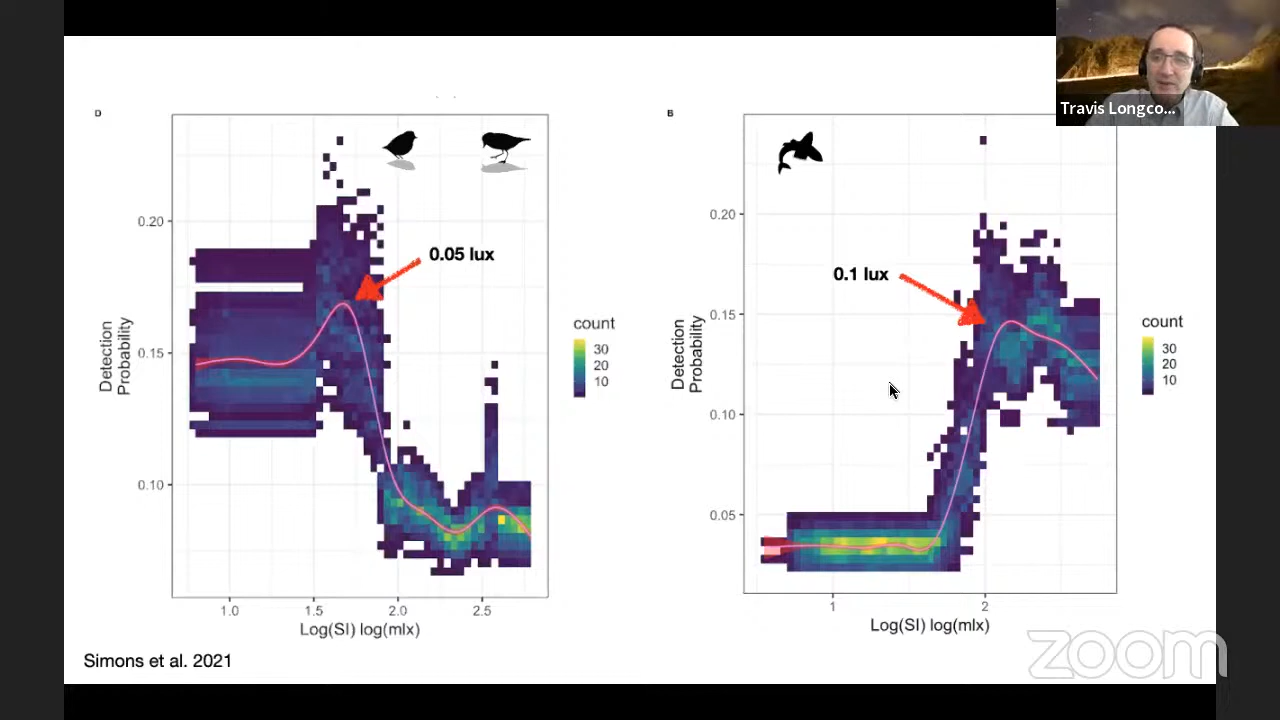 Travis Longco...
D
0.05 lux
0.20
0.15
0.10
Detection
Probability
1.0
1.5
2.0
2.5
Log(SI) log(mlx)
count
30
20
10
B
0.1 lux
0.20
0.15
0.10
0.05
Detection
Probability
1
2
Log(SI) log(mlx)
count
30
20
10
Simons et al. 2021
zoom